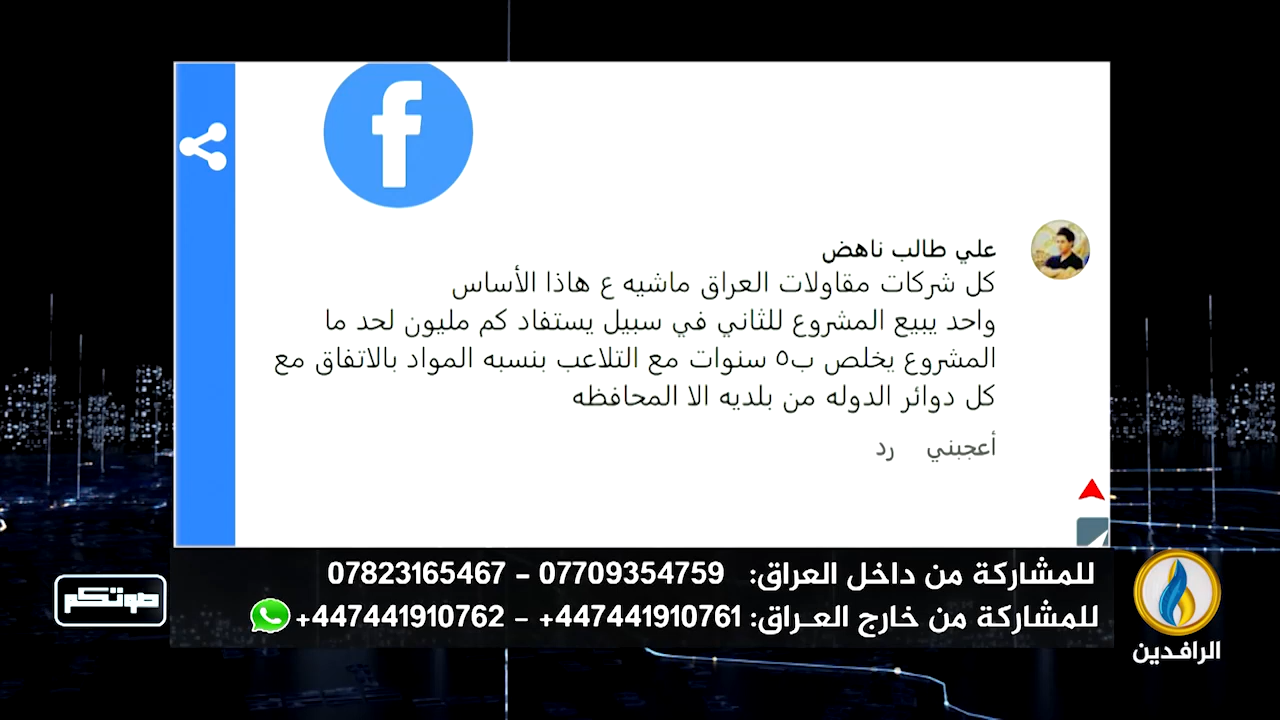 علي طالب ناهض
كل شركات مقاولات العراق ماشيه ع هاذا الأساس
واحد يبيع المشروع للثاني في سبيل يستفاد كم مليون لحد ما
المشروع يخلص ب٥ سنوات مع التلاعب بنسبه المواد بالاتفاق مع
كل دوائر الدوله من بلديه الا المحافظه
أعجبني رد
للمشاركة من داخل العراق: 07709354759 - 07823165467
للمشاركة من خارج العـراق: 447441910761+ - 447441910762+
صوتكم
الرافدين